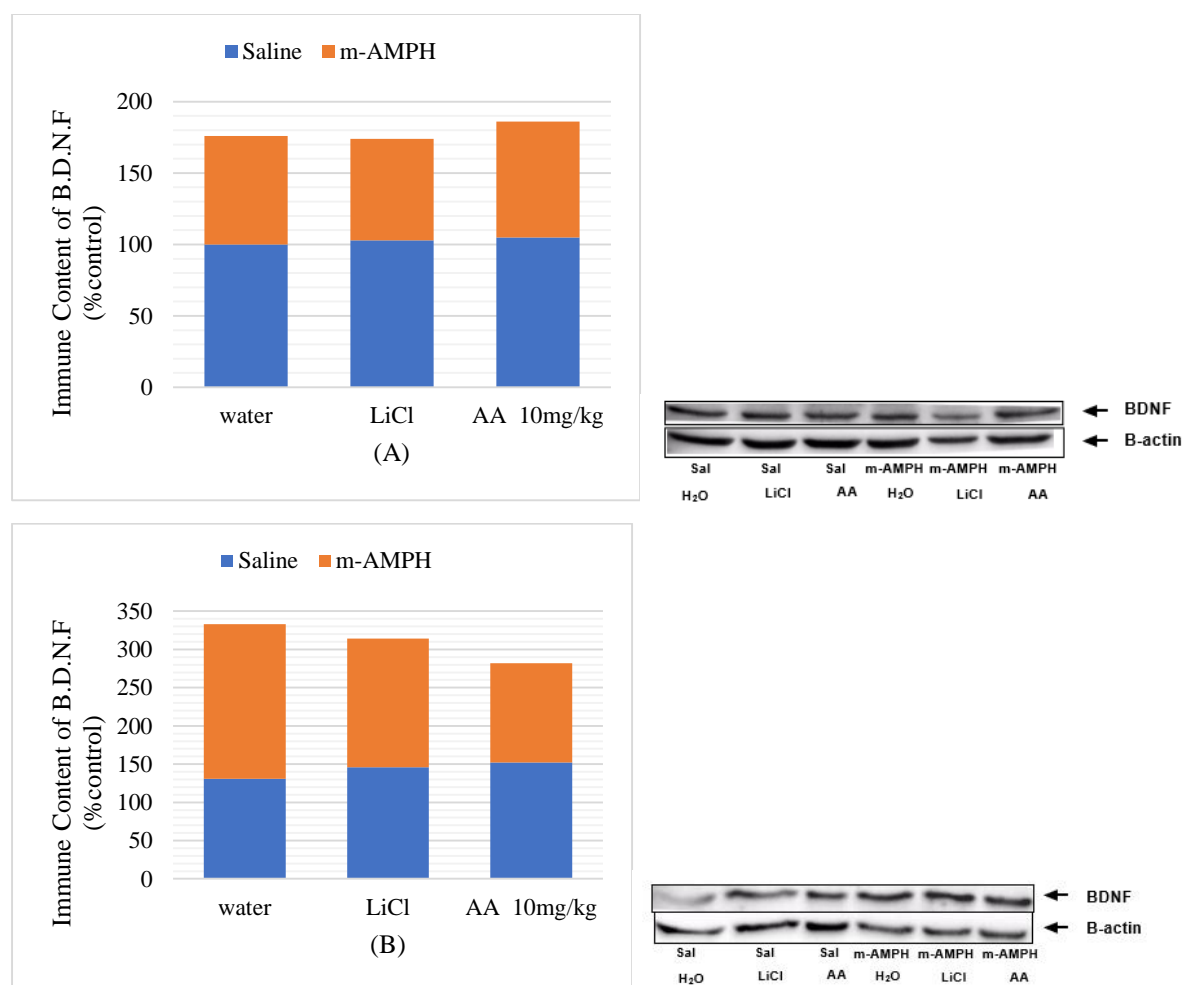 Saline m-AMPH
Immune Content of B.D.N.F
(%control)
200
150
100
50
0
water LiCl AA 10mg/kg
(A)
BDNF
B-actin
Sal Sal Sal m-AMPH m-AMPH m-AMPH
H₂O LiCl AA H₂O LiCl AA
Saline m-AMPH
Immune Content of B.D.N.F
(%control)
350
300
250
200
150
100
50
0
water LiCl AA 10mg/kg
(B)
BDNF
B-actin
Sal Sal Sal m-AMPH m-AMPH m-AMPH
H₂O LiCl AA H₂O LiCl AA